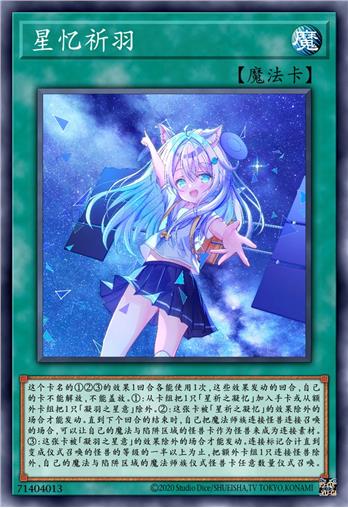 星忆祈羽
魔
【魔法卡】
这个卡名的①②③的效果1回合各能使用1次，这些效果发动的回合，自己
的卡不能解放，不能盖放。①：从卡组把1只「星祈之凝忆」加入手卡或从额
外卡组把1只「凝羽之星意」除外。②：这张卡被「星祈之凝忆」的效果除外的
场合才能发动。直到下个回合的结束时，自己把魔法师族连接怪兽连接召唤
的场合，可以让自己的魔法与陷阱区域的怪兽卡作为怪兽来成为连接素材。
③：这张卡被「凝羽之星意」的效果除外的场合才能发动。连接标记合计直到
变成仪式召唤的怪兽的等级的一半以上为止，把额外卡组1只连接怪兽除
外，自己的魔法与陷阱区域的魔法师族仪式怪兽卡任意数量仪式召唤。
71404013
©2020 Studio Dice/SHUEISHA,TV TOKYO,KONAMI